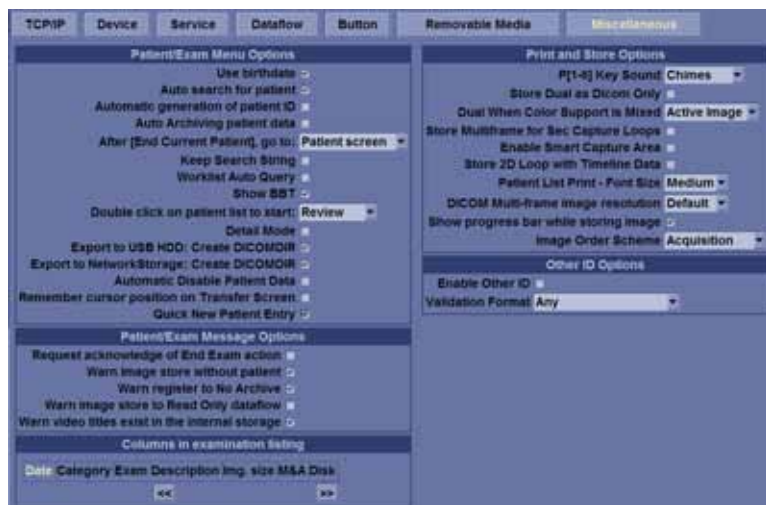 TCP/IP Device Service Dataflow Button Removable Media Miscellaneous
Patient/Exam Menu Options
Use birthdate
Auto search for patient
Automatic generation of patient ID
Auto Archiving patient data
After [End Current Patient], go to: Patient screen
Keep Search String
Worklist Auto Query
Show BBT
Double click on patient list to start: Review
Detail Mode
Export to USB HDD: Create DICOMDIR
Export to NetworkStorage: Create DICOMDIR
Automatic Disable Patient Data
Remember cursor position on Transfer Screen
Quick New Patient Entry
Patient/Exam Message Options
Request acknowledge of End Exam action
Warn image store without patient
Warn register to No Archive
Warn image store to Read Only dataflow
Warn video titles exist in the internal storage
Columns in examination listing
Date Category Exam Description Img. size M&A Disk
<< >>
Print and Store Options
P[1-6] Key Sound Chimes
Store Dual as Dicom Only
Dual When Color Support is Mixed Active Image
Store Multiframe for Sec Capture Loops
Enable Smart Capture Area
Store 2D Loop with Timeline Data
Patient List Print - Font Size Medium
DICOM Multi-frame image resolution Default
Show progress bar while storing image
Image Order Scheme Acquisition
Other ID Options
Enable Other ID
Validation Format Any